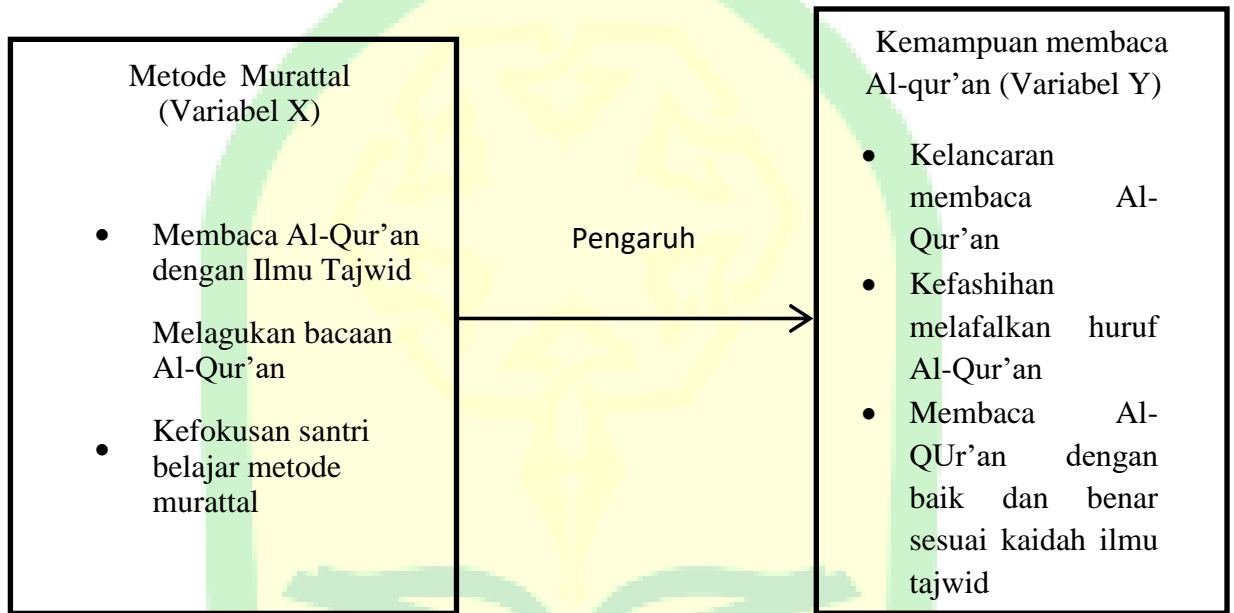 Metode Murattal
(Variabel X)
• Membaca Al-Qur’an
dengan Ilmu Tajwid
Melagukan bacaan
Al-Qur’an
• Kefokusan santri
belajar metode
murattal
Pengaruh
Kemampuan membaca
Al-qur’an (Variabel Y)
• Kelancaran
membaca Al-
Qur’an
• Kefashihan
melafalkan huruf
Al-Qur’an
• Membaca Al-
QUr’an dengan
baik dan benar
sesuai kaidah ilmu
tajwid